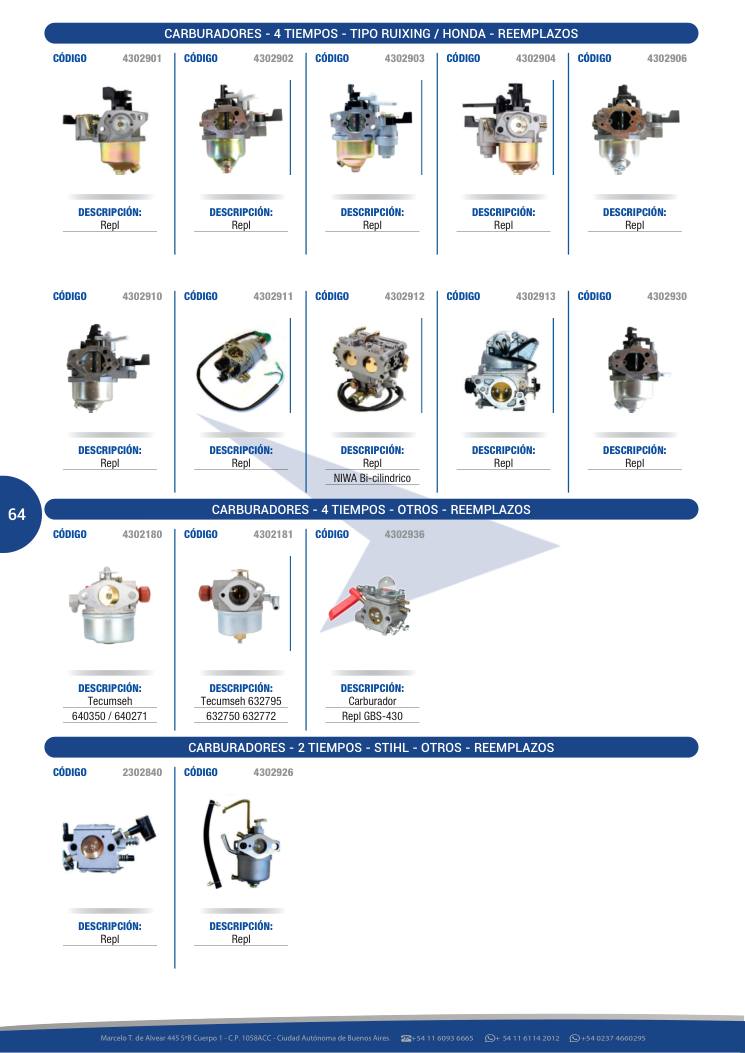 CARBURADORES - 4 TIEMPOS - TIPO RUIXING / HONDA - REEMPLAZOS
CÓDIGO 4302901
DESCRIPCIÓN:
Repl
CÓDIGO 4302902
DESCRIPCIÓN:
Repl
CÓDIGO 4302903
DESCRIPCIÓN:
Repl
CÓDIGO 4302904
DESCRIPCIÓN:
Repl
CÓDIGO 4302906
DESCRIPCIÓN:
Repl
CÓDIGO 4302910
DESCRIPCIÓN:
Repl
CÓDIGO 4302911
DESCRIPCIÓN:
Repl
CÓDIGO 4302912
DESCRIPCIÓN:
Repl
NIWA Bi-cilindrico
CÓDIGO 4302913
DESCRIPCIÓN:
Repl
CÓDIGO 4302930
DESCRIPCIÓN:
Repl
64
CARBURADORES - 4 TIEMPOS - OTROS - REEMPLAZOS
CÓDIGO 4302180
DESCRIPCIÓN:
Tecumseh
640350 / 640271
CÓDIGO 4302181
DESCRIPCIÓN:
Tecumseh 632795
632750 632772
CÓDIGO 4302936
DESCRIPCIÓN:
Carburador
Repl GBS-430
CARBURADORES - 2 TIEMPOS - STIHL - OTROS - REEMPLAZOS
CÓDIGO 2302840
DESCRIPCIÓN:
Repl
CÓDIGO 4302926
DESCRIPCIÓN:
Repl
Marcelo T. de Alvear 445 5ºB Cuerpo 1 - C.P. 1058ACC - Ciudad Autónoma de Buenos Aires. +54 11 6093 6665 + 54 11 6114 2012 +54 0237 4660295